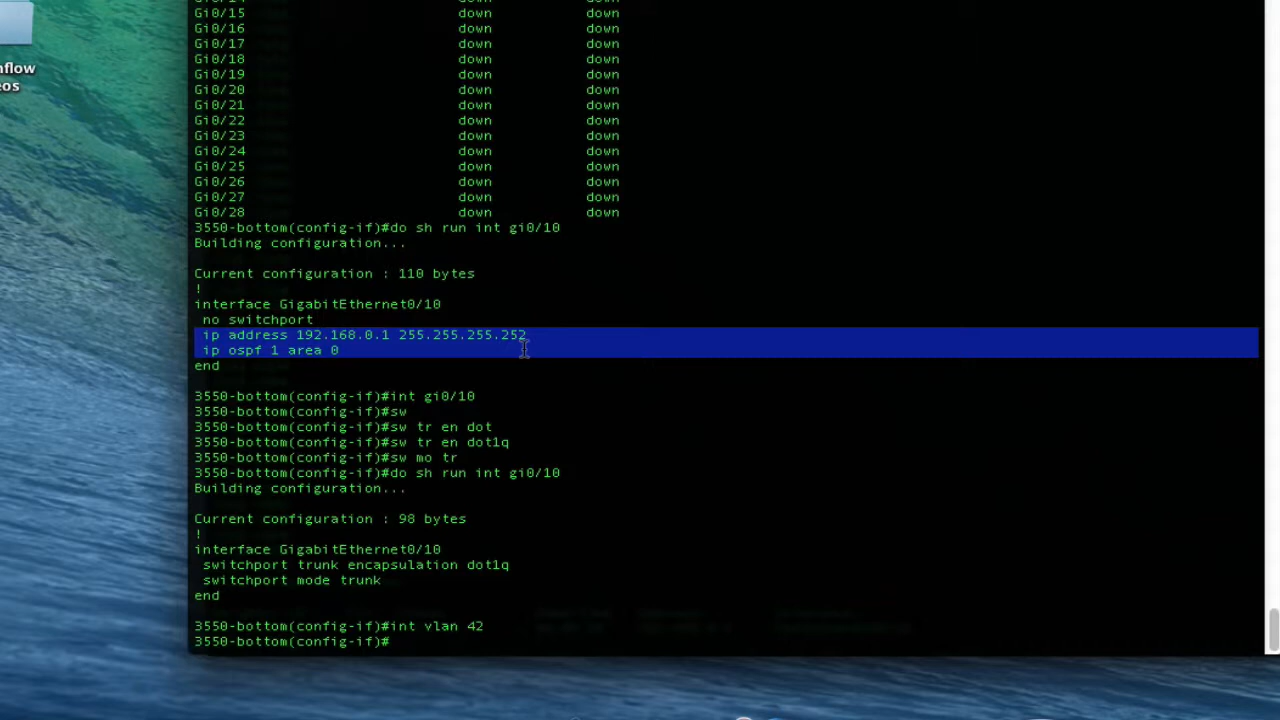 nflow
eos
Gi0/15 down down
Gi0/16 down down
Gi0/17 down down
Gi0/18 down down
Gi0/19 down down
Gi0/20 down down
Gi0/21 down down
Gi0/22 down down
Gi0/23 down down
Gi0/24 down down
Gi0/25 down down
Gi0/26 down down
Gi0/27 down down
Gi0/28 down down
3550-bottom(config-if)#do sh run int gi0/10
Building configuration...
Current configuration : 110 bytes
!
interface GigabitEthernet0/10
no switchport
ip address 192.168.0.1 255.255.255.252
ip ospf 1 area 0
end
3550-bottom(config-if)#int gi0/10
3550-bottom(config-if)#sw
3550-bottom(config-if)#sw tr en dot
3550-bottom(config-if)#sw tr en dot1q
3550-bottom(config-if)#sw mo tr
3550-bottom(config-if)#do sh run int gi0/10
Building configuration...
Current configuration : 98 bytes
!
interface GigabitEthernet0/10
switchport trunk encapsulation dot1q
switchport mode trunk
end
3550-bottom(config-if)#int vlan 42
3550-bottom(config-if)#